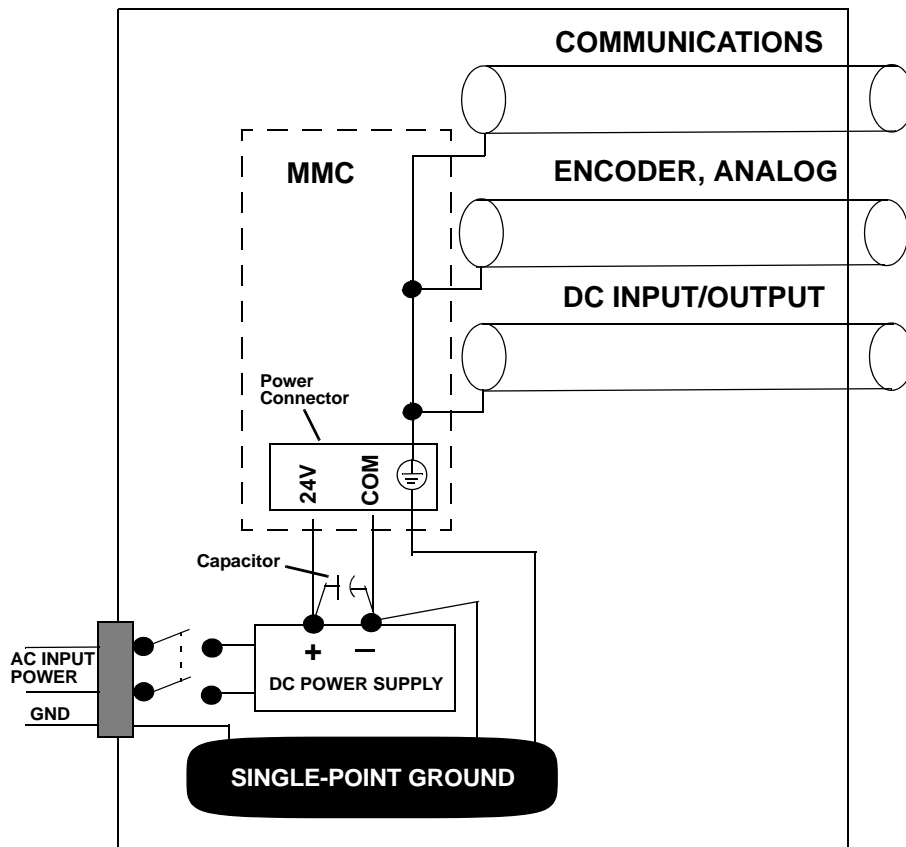 COMMUNICATIONS
MMC
ENCODER, ANALOG
DC INPUT/OUTPUT
Power
Connector
24V
COM
Capacitor
+
–
AC INPUT
POWER
DC POWER SUPPLY
GND
SINGLE-POINT GROUND